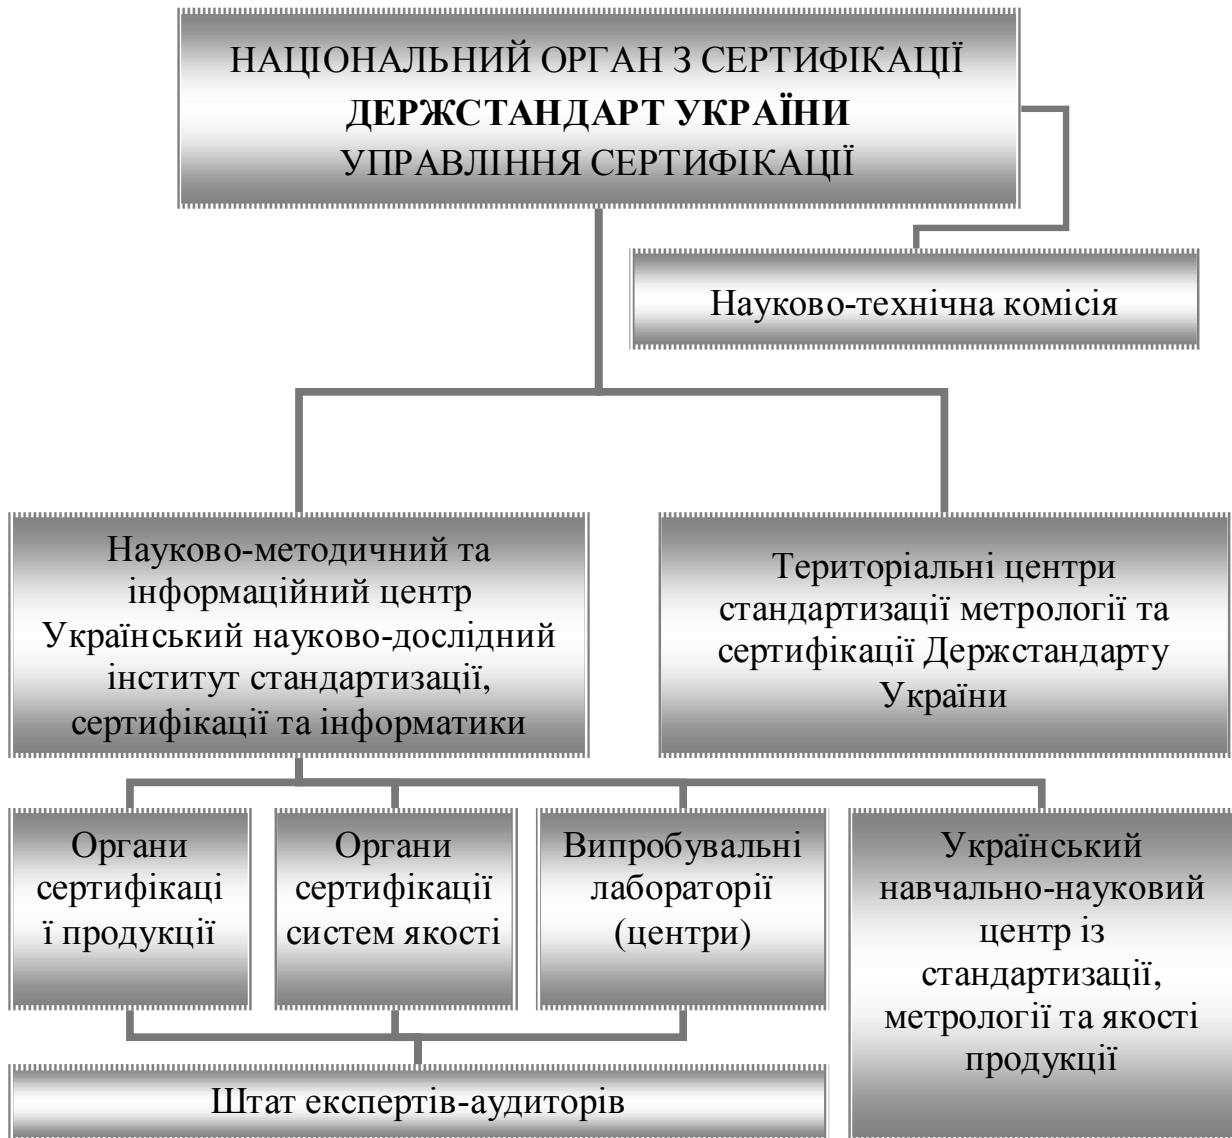 НАЦІОНАЛЬНИЙ ОРГАН З СЕРТИФІКАЦІЇ
ДЕРЖСТАНДАРТ УКРАЇНИ
УПРАВЛІННЯ СЕРТИФІКАЦІЇ
Науково-технічна комісія
Науково-методичний та
інформаційний центр
Український науково-дослідний
інститут стандартизації,
сертифікації та інформатики
Територіальні центри
стандартизації метрології та
сертифікації Держстандарту
України
Органи
сертифікаці
ї продукції
Органи
сертифікації
систем якості
Випробувальні
лабораторії
(центри)
Український
навчально-науковий
центр із
стандартизації,
метрології та якості
продукції
Штат експертів-аудиторів